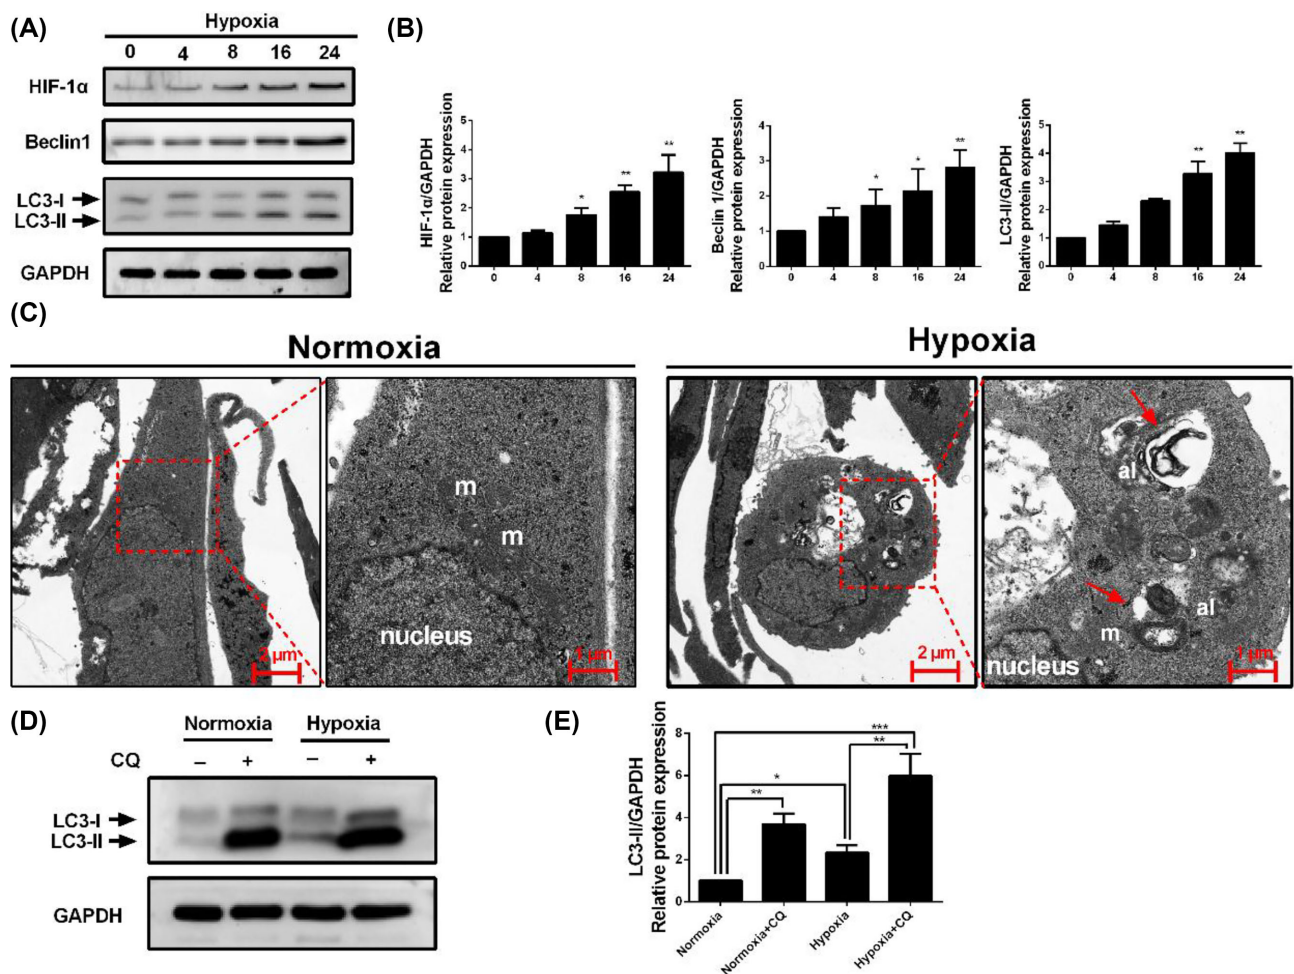 (A)
Hypoxia
0 4 8 16 24
HIF-1α
Beclin1
LC3-I
LC3-II
GAPDH
(B)
HIF-1α/GAPDH
Relative protein expression
5
4
3
2
1
0
* ** **
0 4 8 16 24
Beclin 1/GAPDH
Relative protein expression
4
3
2
1
0
* * **
0 4 8 16 24
LC3-II/GAPDH
Relative protein expression
5
4
3
2
1
0
** **
0 4 8 16 24
(C)
Normoxia
2 μm
m
m
nucleus
1 μm
Hypoxia
2 μm
al
al
m
nucleus
1 μm
(D)
Normoxia Hypoxia
CQ – + – +
LC3-I
LC3-II
GAPDH
(E)
LC3-II/GAPDH
Relative protein expression
8
6
4
2
0
***
**
*
**
Normoxia
Normoxia+CQ
Hypoxia
Hypoxia+CQ